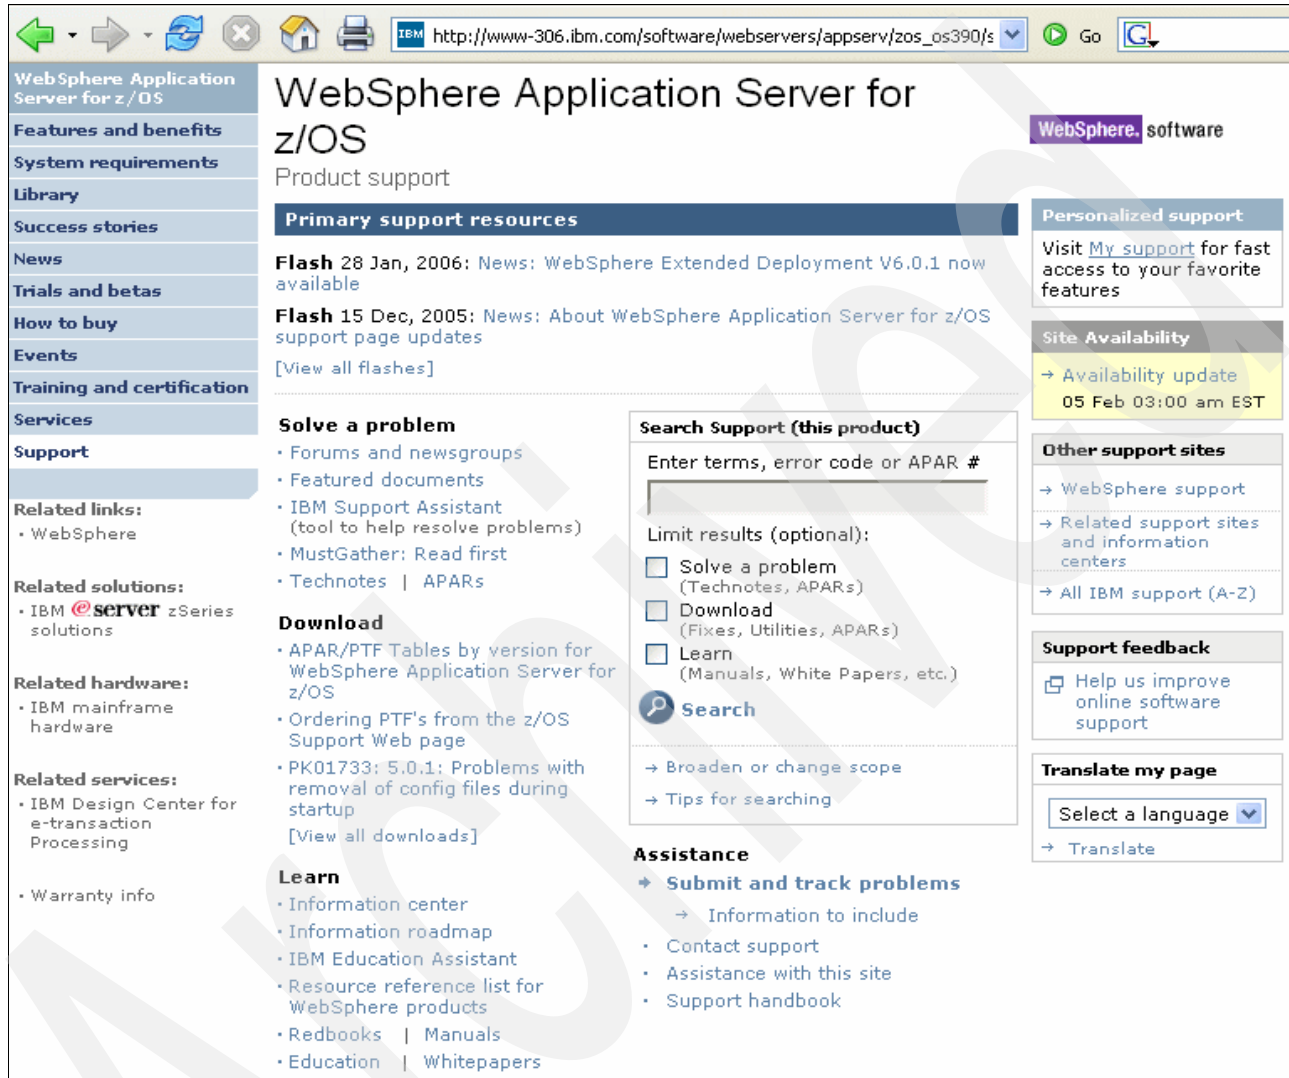 IBM http://www-306.ibm.com/software/webservers/appserv/zos_os390/s
Go
G
WebSphere Application
Server for z/OS
Features and benefits
System requirements
Library
Success stories
News
Trials and betas
How to buy
Events
Training and certification
Services
Support
Related links:
· WebSphere
Related solutions:
· IBM @server zSeries
solutions
Related hardware:
· IBM mainframe
hardware
Related services:
· IBM Design Center for
e-transaction
Processing
· Warranty info
WebSphere Application Server for
z/OS
Product support
WebSphere. software
Primary support resources
Flash 28 Jan, 2006: News: WebSphere Extended Deployment V6.0.1 now
available
Flash 15 Dec, 2005: News: About WebSphere Application Server for z/OS
support page updates
[View all flashes]
Solve a problem
· Forums and newsgroups
· Featured documents
· IBM Support Assistant
(tool to help resolve problems)
· MustGather: Read first
· Technotes | APARs
Download
· APAR/PTF Tables by version for
WebSphere Application Server for
z/OS
· Ordering PTF's from the z/OS
Support Web page
· PK01733: 5.0.1: Problems with
removal of config files during
startup
[View all downloads]
Learn
· Information center
· Information roadmap
· IBM Education Assistant
· Resource reference list for
WebSphere products
· Redbooks | Manuals
· Education | Whitepapers
Search Support (this product)
Enter terms, error code or APAR #
Limit results (optional):
Solve a problem
(Technotes, APARs)
Download
(Fixes, Utilities, APARs)
Learn
(Manuals, White Papers, etc.)
Search
→ Broaden or change scope
→ Tips for searching
Assistance
Submit and track problems
→ Information to include
· Contact support
· Assistance with this site
· Support handbook
Personalized support
Visit My support for fast
access to your favorite
features
Site Availability
→ Availability update
05 Feb 03:00 am EST
Other support sites
→ WebSphere support
→ Related support sites
and information
centers
→ All IBM support (A-Z)
Support feedback
Help us improve
online software
support
Translate my page
Select a language
→ Translate
Archived